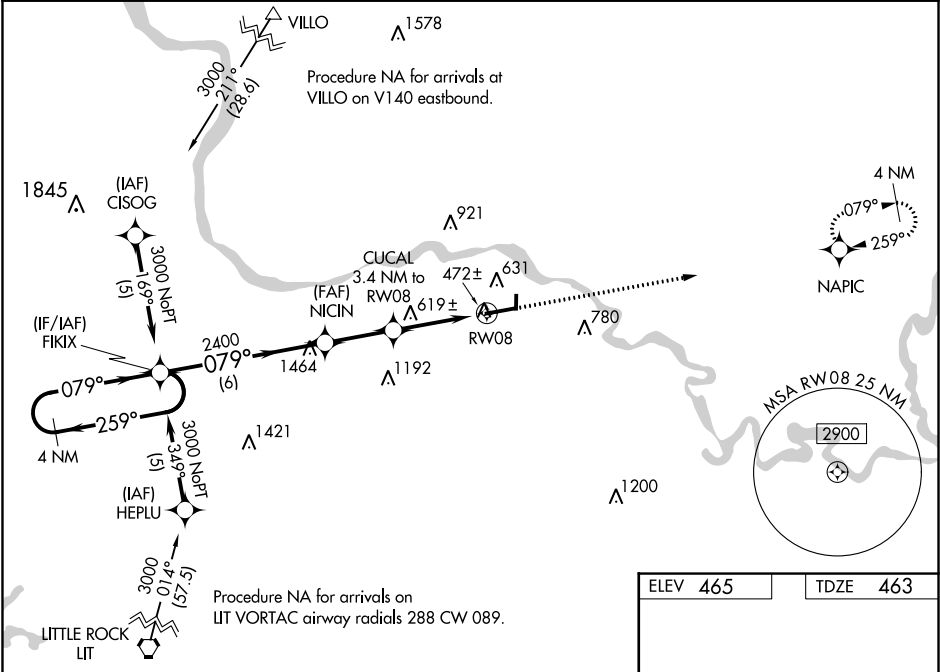 VILLO
1578
3000
211°
(28.6)
Procedure NA for arrivals at
VILLO on V140 eastbound.
1845
(IAF)
CISOG
4 NM
079°
259°
NAPIC
921
3000 NoPT
169°
(5)
CUCAL
3.4 NM to
RW08
472±
631
(FAF)
NICIN
619±
780
RW08
(IF/IAF)
FIKIX
2400
079°
(6)
1464
1192
079°
259°
4 NM
MSA RW08 25 NM
2900
1421
3000 NoPT
349°
(5)
(IAF)
HEPLU
1200
3000
014°
(57.5)
Procedure NA for arrivals on
LIT VORTAC airway radials 288 CW 089.
LITTLE ROCK
LIT
ELEV 465
TDZE 463